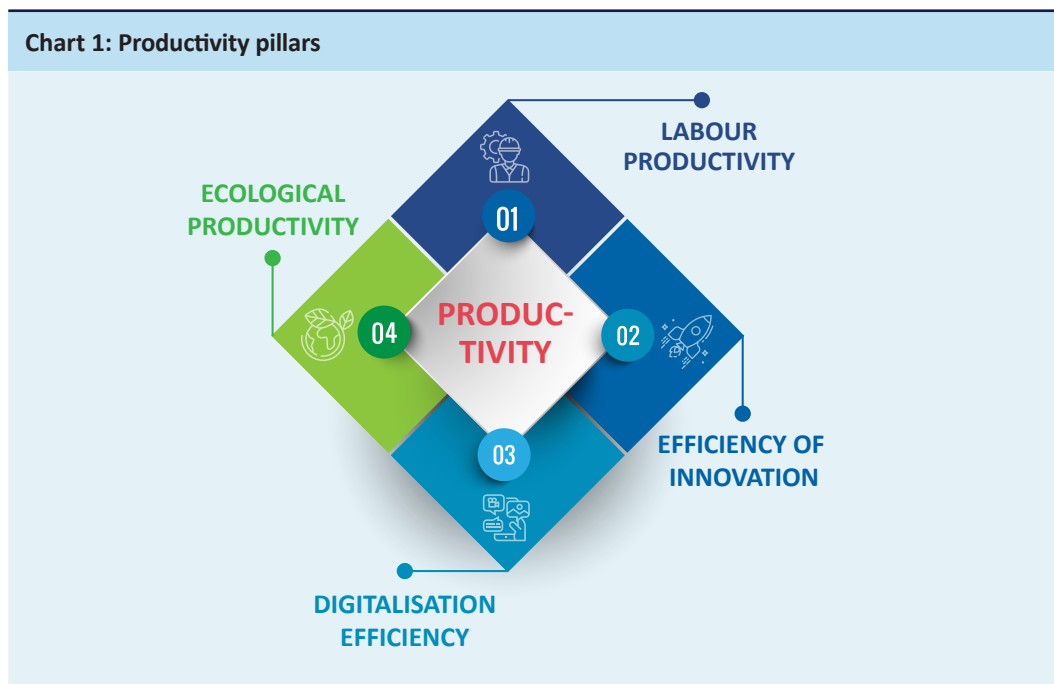 Chart 1: Productivity pillars
LABOUR
PRODUCTIVITY
ECOLOGICAL
PRODUCTIVITY
01
PRODUC-
TIVITY
04
02
03
EFFICIENCY OF
INNOVATION
DIGITALISATION
EFFICIENCY